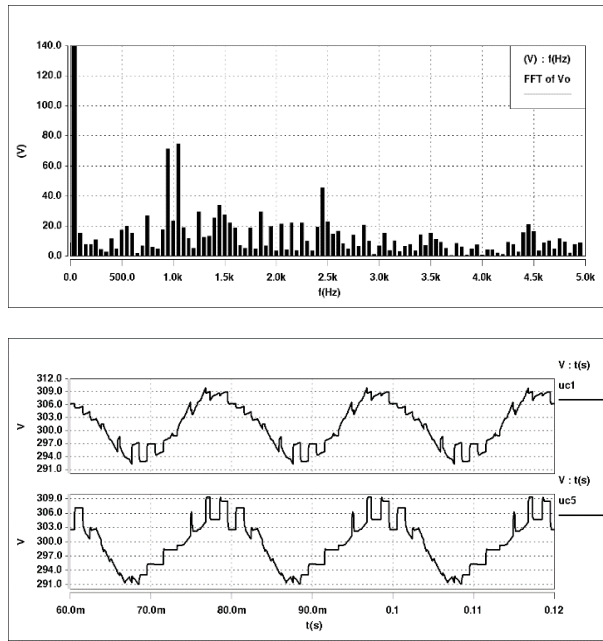 140.0
120.0
100.0
80.0
60.0
40.0
20.0
0.0
(V)
(V) : f(Hz)
FFT of Vo
0.0 500.0 1.0k 1.5k 2.0k 2.5k 3.0k 3.5k 4.0k 4.5k 5.0k
f(Hz)
V : t(s)
uc1
312.0
309.0
306.0
303.0
300.0
297.0
294.0
291.0
V
V : t(s)
uc5
309.0
306.0
303.0
300.0
297.0
294.0
291.0
V
60.0m 70.0m 80.0m 90.0m 0.1 0.11 0.12
t(s)